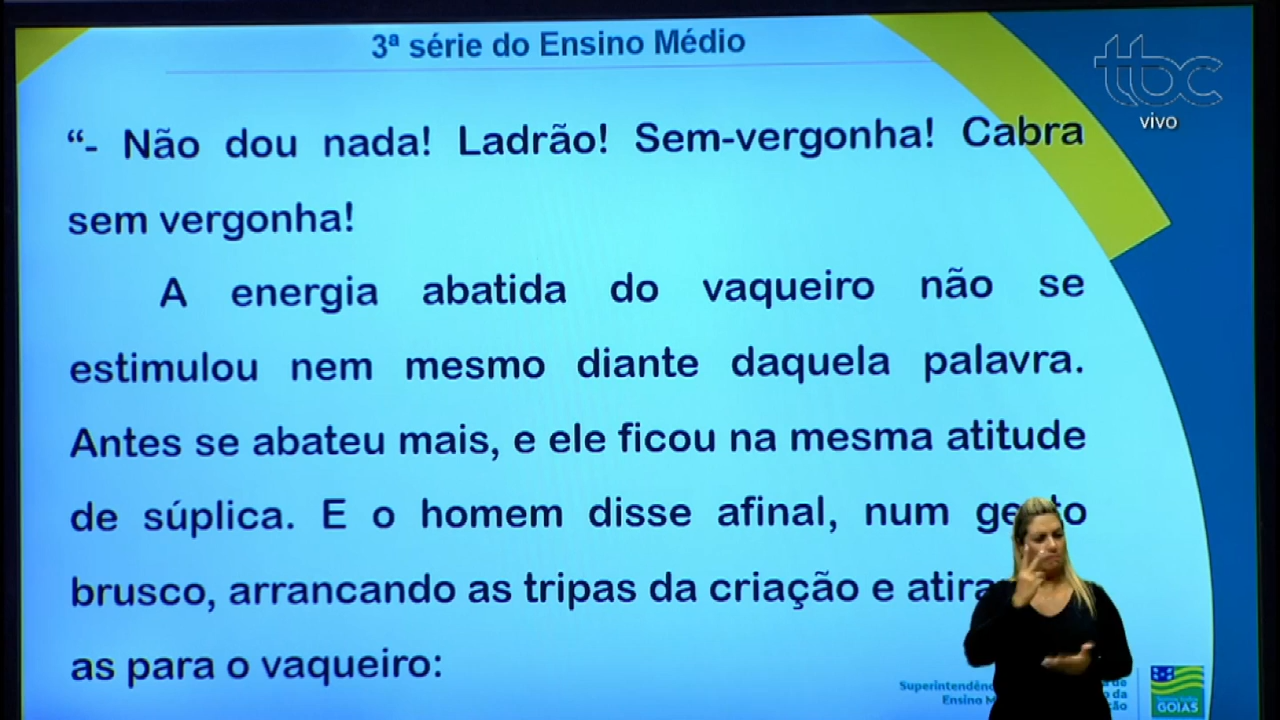 3ª série do Ensino Médio
ttbc
vivo
“- Não dou nada! Ladrão! Sem-vergonha! Cabra
sem vergonha!
A energia abatida do vaqueiro não se
estimulou nem mesmo diante daquela palavra.
Antes se abateu mais, e ele ficou na mesma atitude
de súplica. E o homem disse afinal, num
brusco, arrancando as tripas da criação e
as para o vaqueiro:
GOIÁS